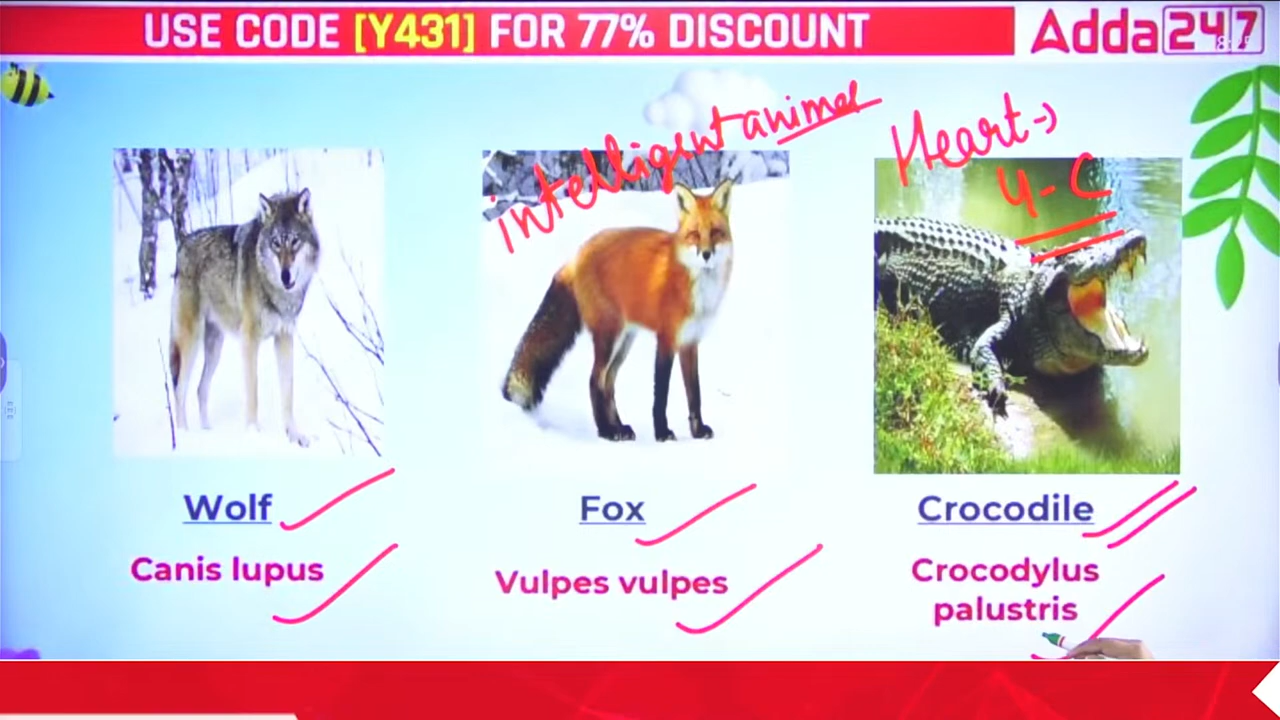 USE CODE [Y431] FOR 77% DISCOUNT
Adda247
intelligent animal
Heart→
4-C
Wolf
Fox
Crocodile
Canis lupus
Vulpes vulpes
Crocodylus
palustris